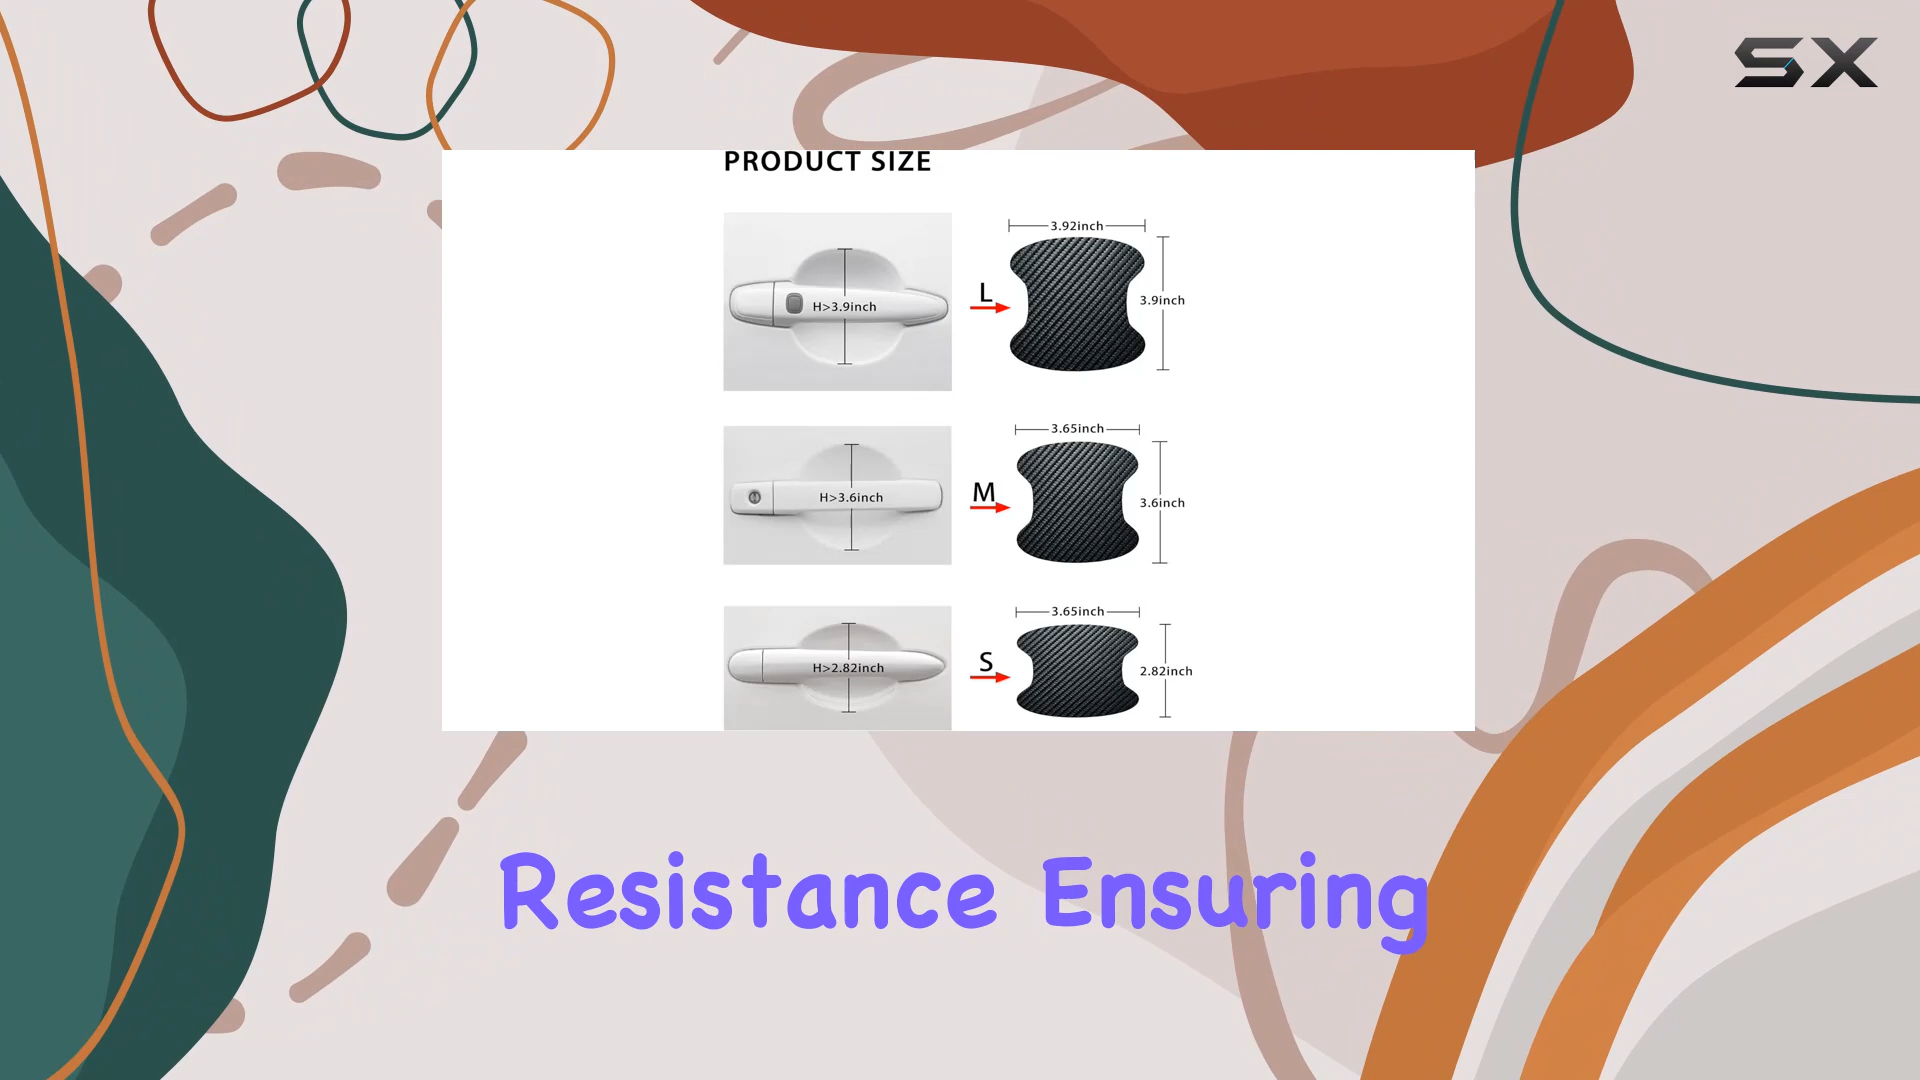 SX
PRODUCT SIZE
3.92inch
L
H>3.9inch
3.9inch
3.65inch
M
H>3.6inch
3.6inch
3.65inch
S
H>2.82inch
2.82inch
Resistance Ensuring